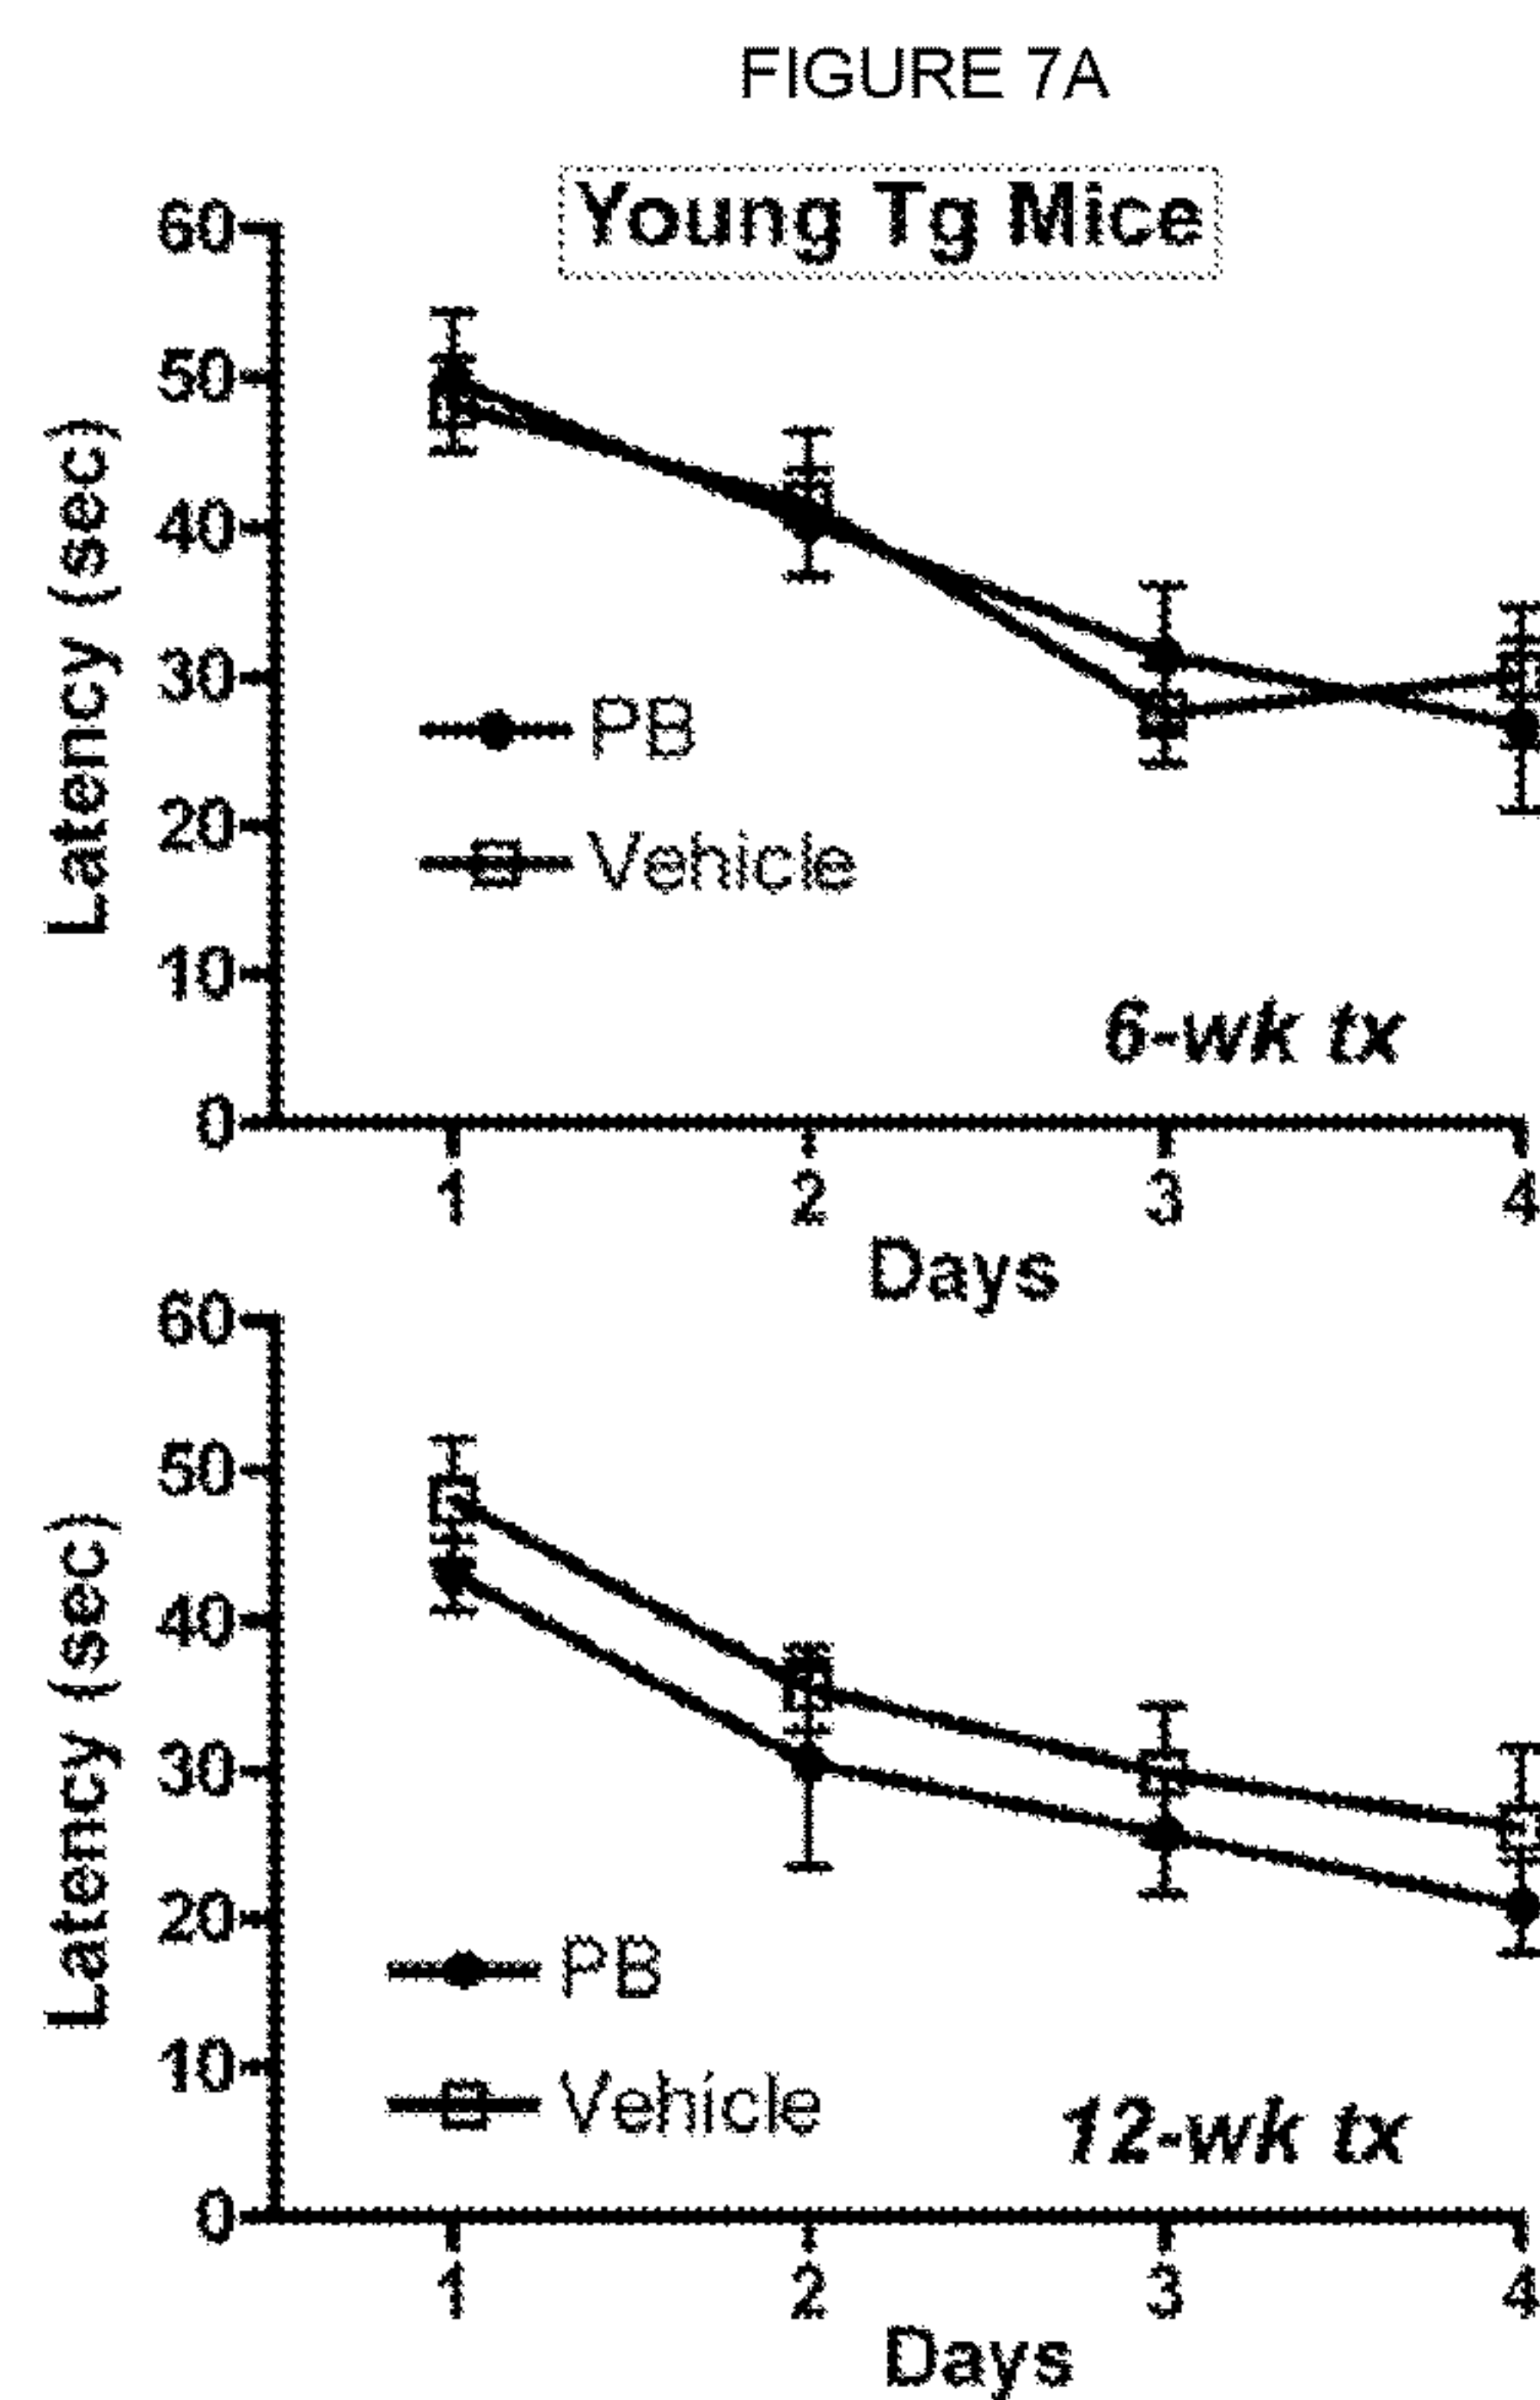 FIGURE 7A
Young Tg Mice
60
50
40
30
20
10
0
Latency (sec)
PB
Vehicle
6-wk tx
1 2 3 4
Days
60
50
40
30
20
10
0
Latency (sec)
PB
Vehicle
12-wk tx
1 2 3 4
Days